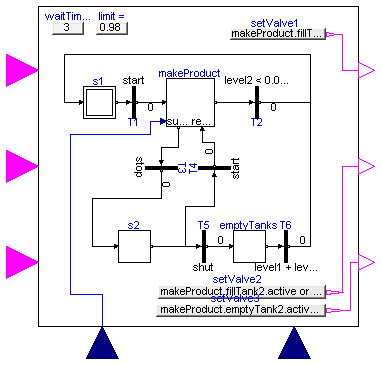 waitTim... limit =
3 0.98
setValve1
makeProduct.fillT...
s1 start makeProduct level2 < 0.0...
0 0
T1 su... re... T2
stop 0 T3 T4 0 start
s2 T5 emptyTanks T6
0 0
shut level1 + lev...
setValve2
makeProduct.fillTank2.active or ...
setValve3
makeProduct.emptyTank2.activ...